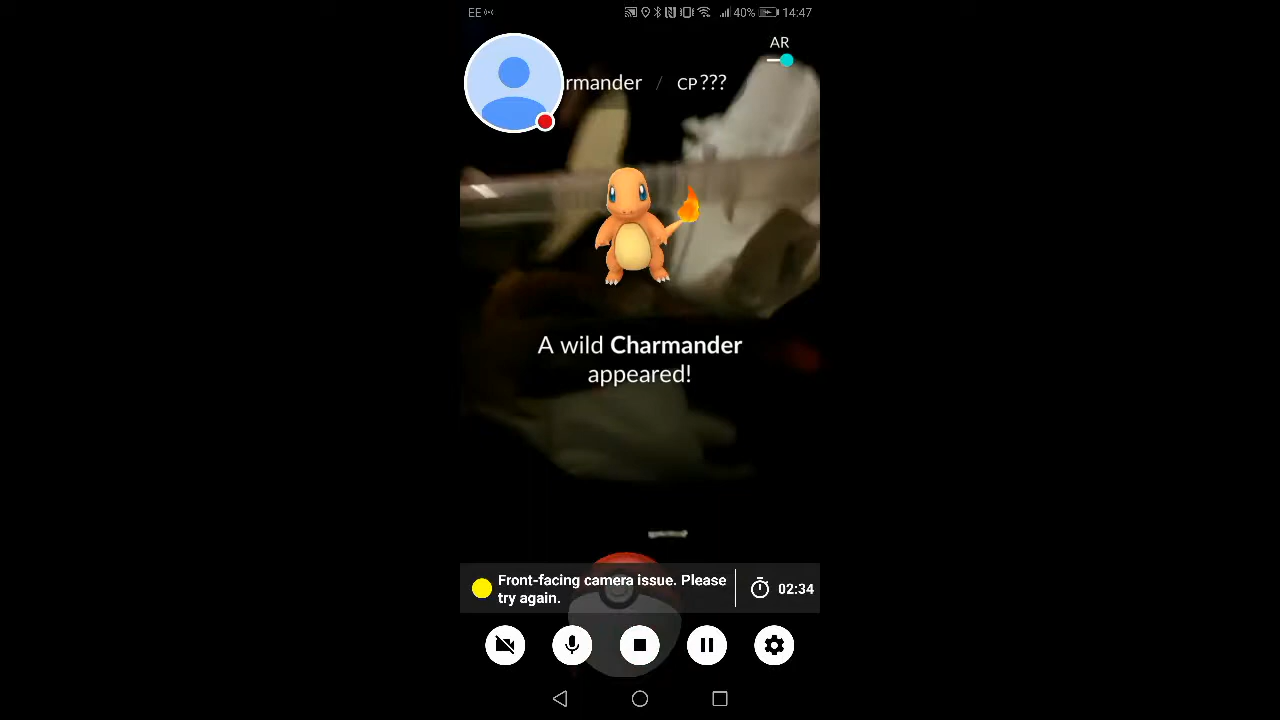 EE
40%
14:47
AR
rmander / CP???
A wild Charmander
appeared!
Front-facing camera issue. Please
try again.
02:34